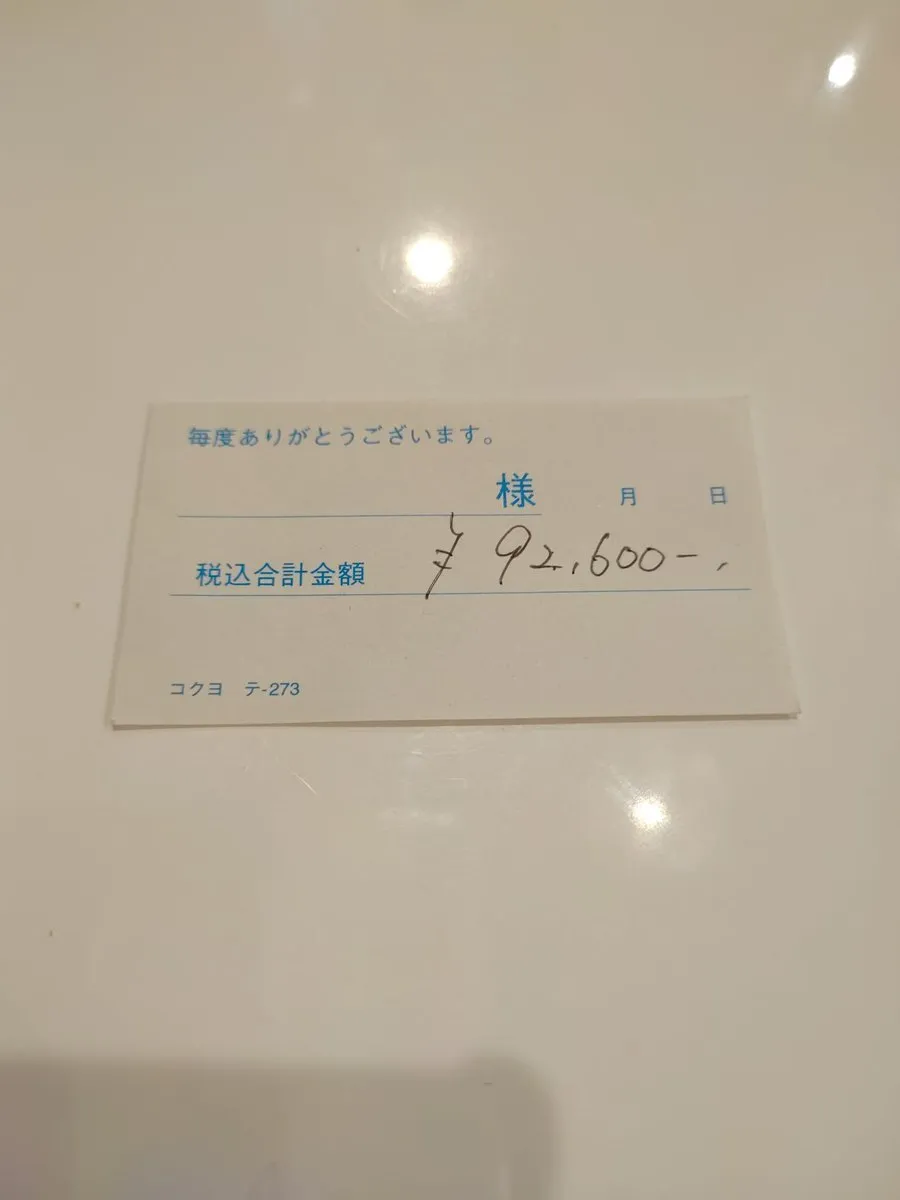 毎度ありがとうございます。
様 月 日
税込合計金額 ¥92,600-.
コクヨ テ-273